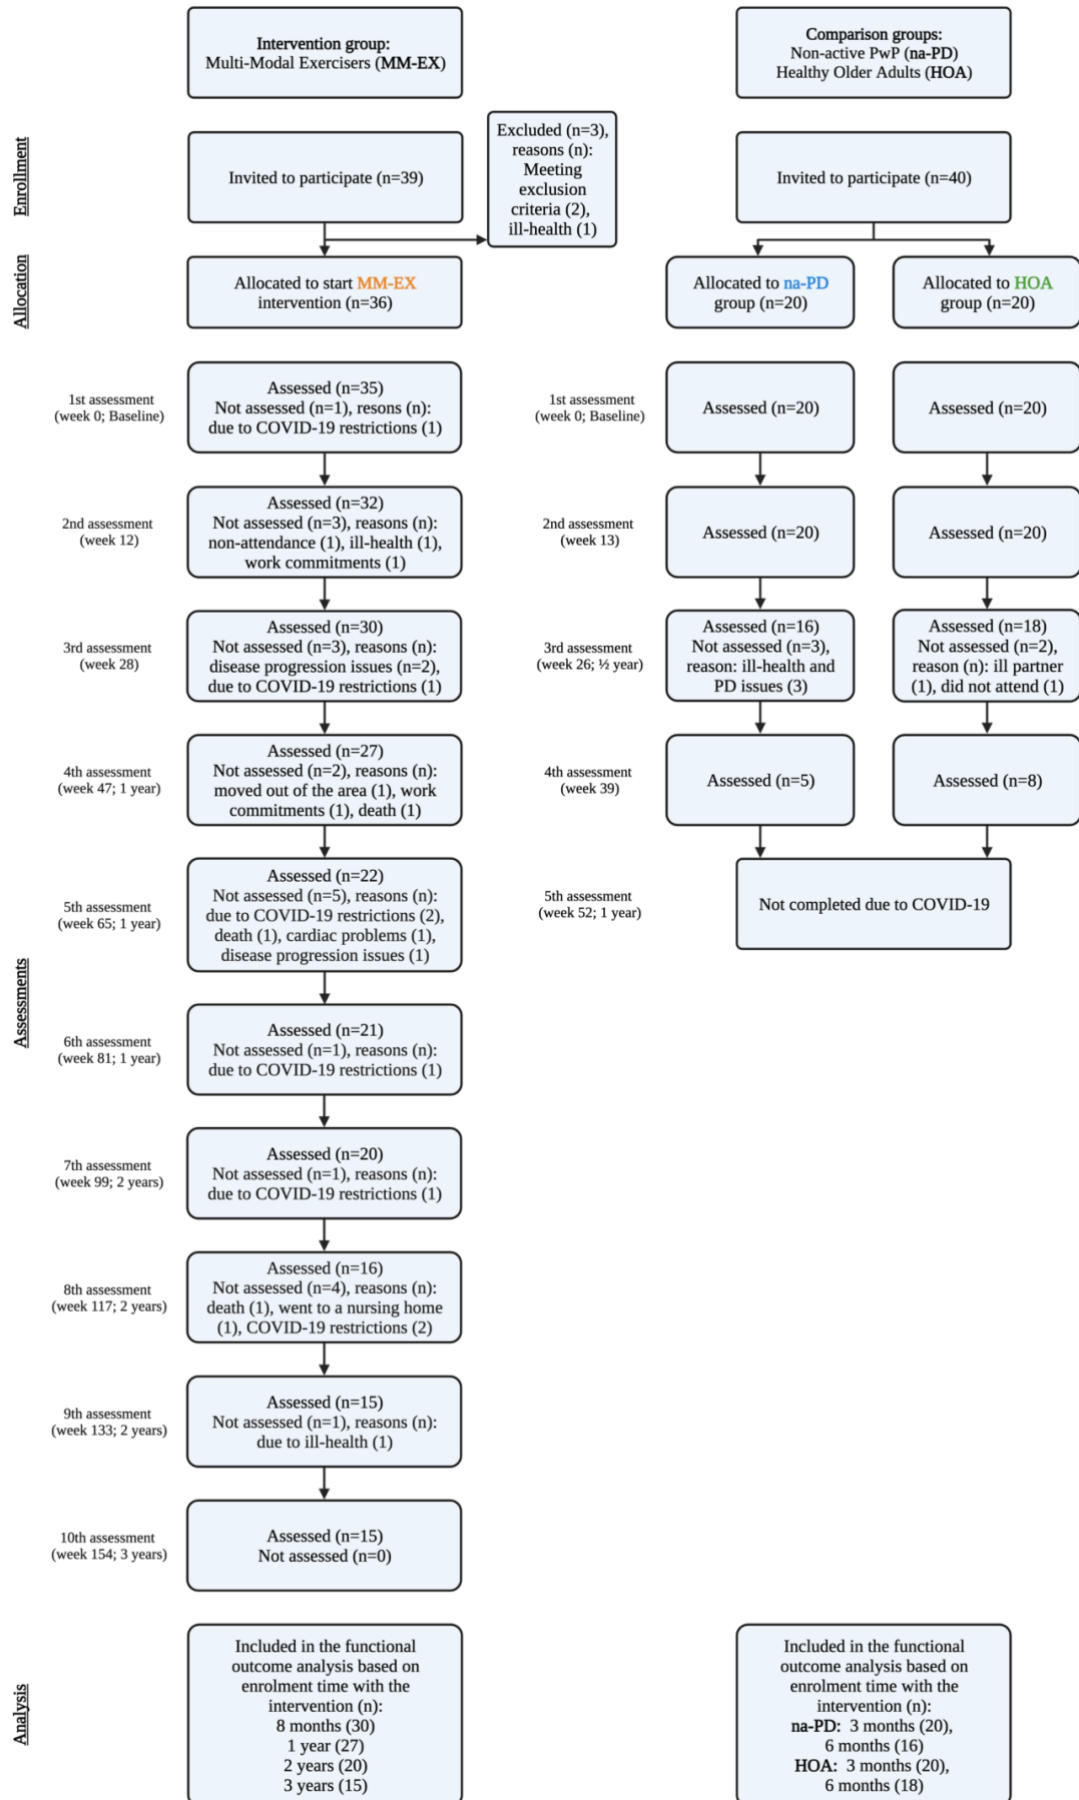 Intervention group:
Multi-Modal Exercisers (MM-EX)
Comparison groups:
Non-active PwP (na-PD)
Healthy Older Adults (HOA)
Enrollment
Invited to participate (n=39)
Excluded (n=3),
reasons (n):
Meeting
exclusion
criteria (2),
ill-health (1)
Invited to participate (n=40)
Allocation
Allocated to start MM-EX
intervention (n=36)
Allocated to na-PD
group (n=20)
Allocated to HOA
group (n=20)
Assessments
1st assessment
(week 0; Baseline)
Assessed (n=35)
Not assessed (n=1), resons (n):
due to COVID-19 restrictions (1)
1st assessment
(week 0; Baseline)
Assessed (n=20)
Assessed (n=20)
2nd assessment
(week 12)
Assessed (n=32)
Not assessed (n=3), reasons (n):
non-attendance (1), ill-health (1),
work commitments (1)
2nd assessment
(week 13)
Assessed (n=20)
Assessed (n=20)
3rd assessment
(week 28)
Assessed (n=30)
Not assessed (n=3), reasons (n):
disease progression issues (n=2),
due to COVID-19 restrictions (1)
3rd assessment
(week 26; ½ year)
Assessed (n=16)
Not assessed (n=3),
reason: ill-health and
PD issues (3)
Assessed (n=18)
Not assessed (n=2),
reason (n): ill partner
(1), did not attend (1)
4th assessment
(week 47; 1 year)
Assessed (n=27)
Not assessed (n=2), reasons (n):
moved out of the area (1), work
commitments (1), death (1)
4th assessment
(week 39)
Assessed (n=5)
Assessed (n=8)
5th assessment
(week 65; 1 year)
Assessed (n=22)
Not assessed (n=5), reasons (n):
due to COVID-19 restrictions (2),
death (1), cardiac problems (1),
disease progression issues (1)
5th assessment
(week 52; 1 year)
Not completed due to COVID-19
6th assessment
(week 81; 1 year)
Assessed (n=21)
Not assessed (n=1), reasons (n):
due to COVID-19 restrictions (1)
7th assessment
(week 99; 2 years)
Assessed (n=20)
Not assessed (n=1), reasons (n):
due to COVID-19 restrictions (1)
8th assessment
(week 117; 2 years)
Assessed (n=16)
Not assessed (n=4), reasons (n):
death (1), went to a nursing home
(1), COVID-19 restrictions (2)
9th assessment
(week 133; 2 years)
Assessed (n=15)
Not assessed (n=1), reasons (n):
due to ill-health (1)
10th assessment
(week 154; 3 years)
Assessed (n=15)
Not assessed (n=0)
Analysis
Included in the functional
outcome analysis based on
enrolment time with the
intervention (n):
8 months (30)
1 year (27)
2 years (20)
3 years (15)
Included in the functional
outcome analysis based on
enrolment time with the
intervention (n):
na-PD: 3 months (20),
6 months (16)
HOA: 3 months (20),
6 months (18)